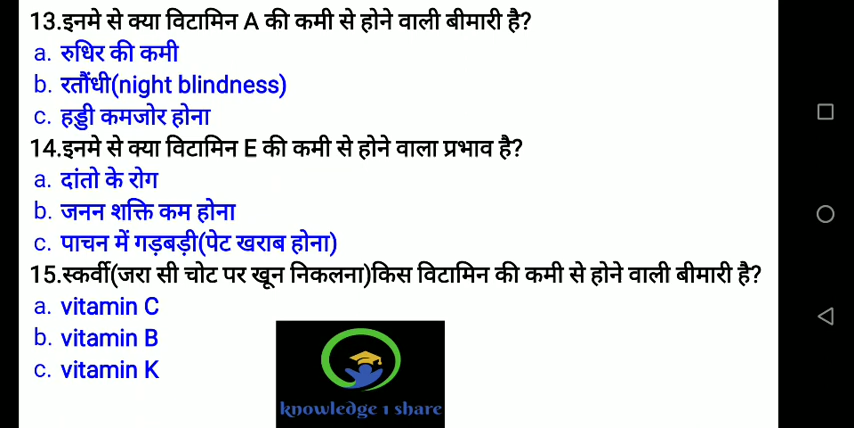 13.इनमे से क्या विटामिन A की कमी से होने वाली बीमारी है?
a. रुधिर की कमी
b. रतौंधी(night blindness)
c. हड्डी कमजोर होना
14.इनमे से क्या विटामिन E की कमी से होने वाला प्रभाव है?
a. दांतो के रोग
b. जनन शक्ति कम होना
c. पाचन में गड़बड़ी(पेट खराब होना)
15.स्कर्वी(जरा सी चोट पर खून निकलना)किस विटामिन की कमी से होने वाली बीमारी है?
a. vitamin C
b. vitamin B
c. vitamin K
knowledge 1 share